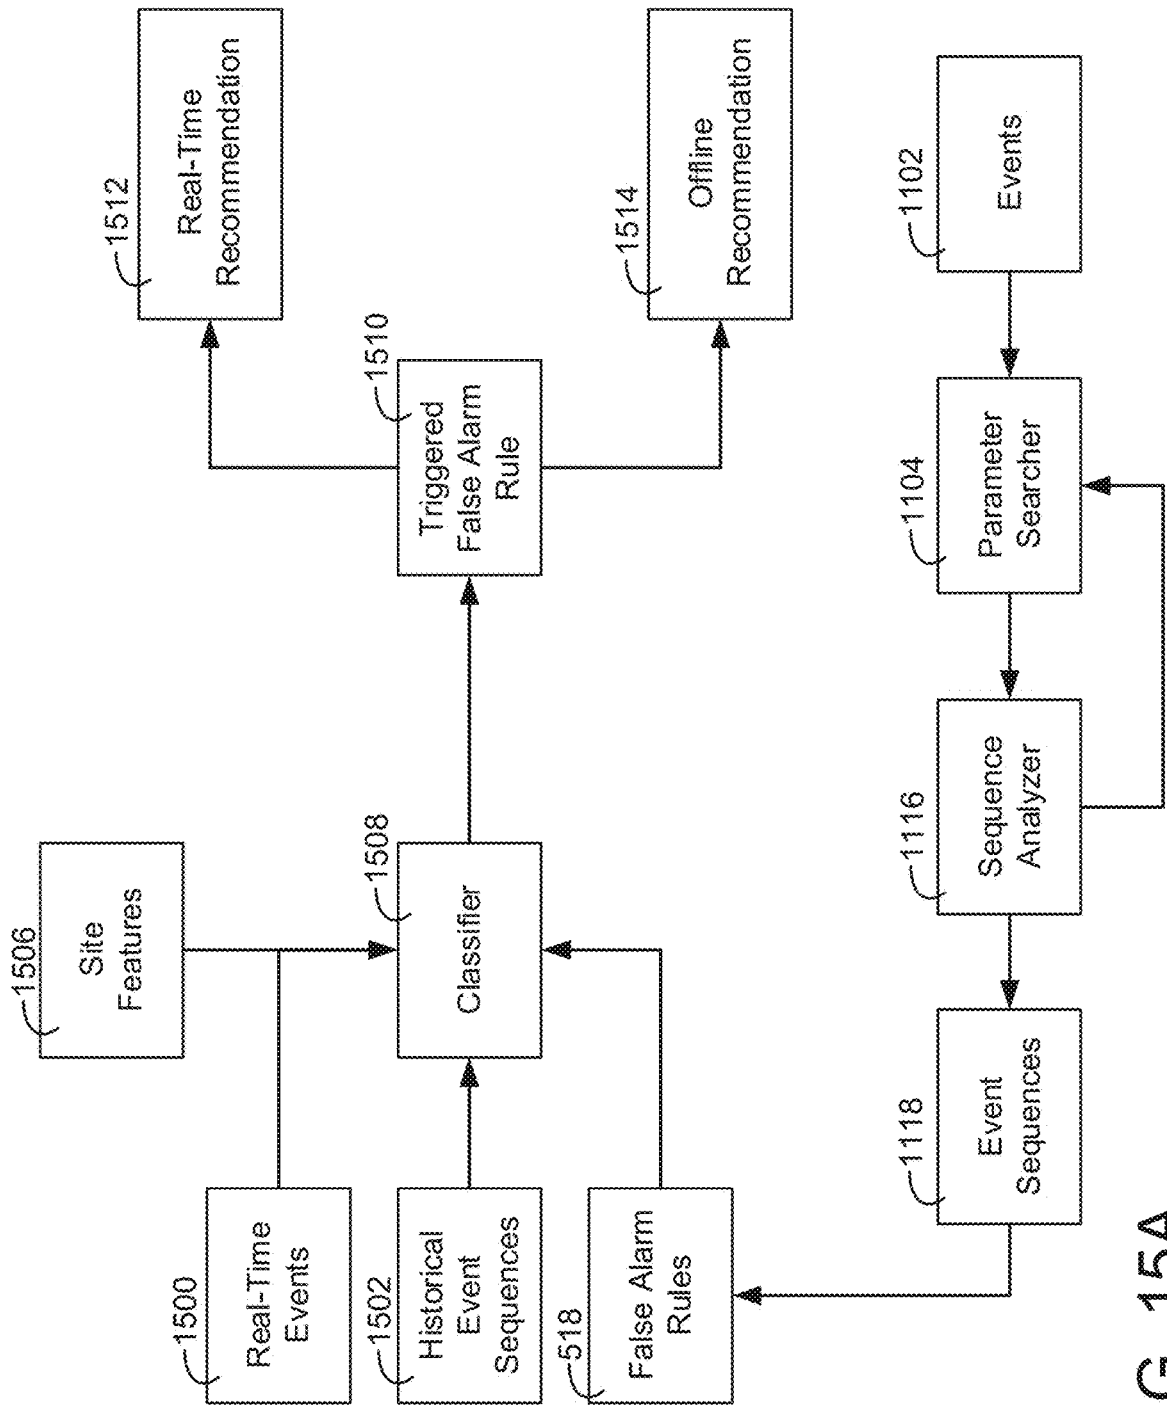 1506
Site
Features
1500
Real-Time
Events
1502
Historical
Event
Sequences
518
False Alarm
Rules
1508
Classifier
1510
Triggered
False Alarm
Rule
1512
Real-Time
Recommendation
1514
Offline
Recommendation
1118
Event
Sequences
1116
Sequence
Analyzer
1104
Parameter
Searcher
1102
Events
G. 15A